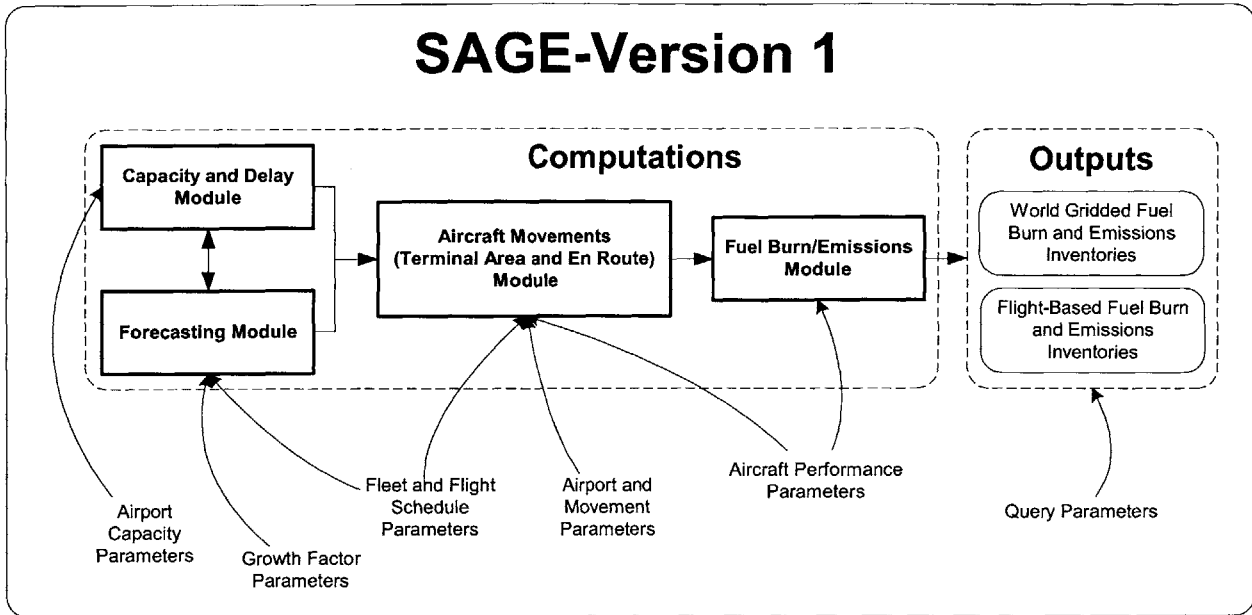 SAGE-Version 1
Computations
Outputs
Capacity and Delay
Module
Forecasting Module
Aircraft Movements
(Terminal Area and En Route)
Module
Fuel Burn/Emissions
Module
World Gridded Fuel
Burn and Emissions
Inventories
Flight-Based Fuel Burn
and Emissions
Inventories
Airport
Capacity
Parameters
Growth Factor
Parameters
Fleet and Flight
Schedule
Parameters
Airport and
Movement
Parameters
Aircraft Performance
Parameters
Query Parameters